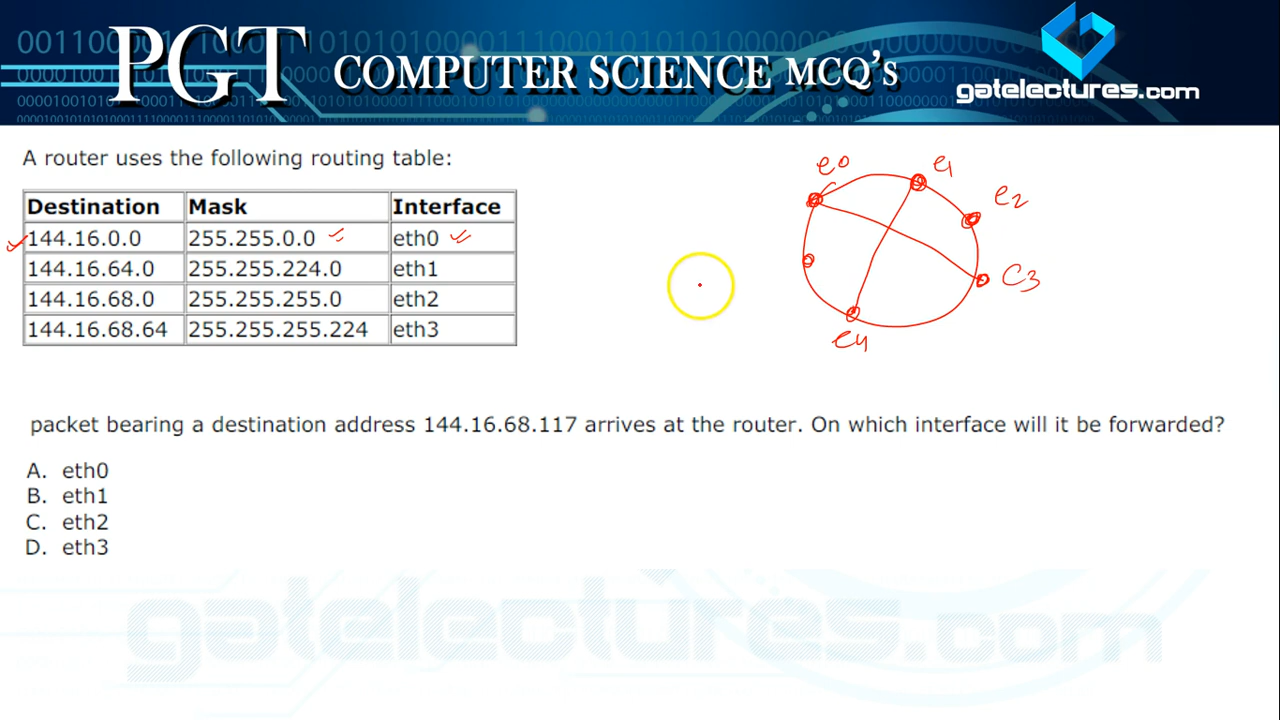 PGT COMPUTER SCIENCE MCQ's
gatelectures.com
A router uses the following routing table:
e0 e1
e2
Destination Mask Interface
144.16.0.0 255.255.0.0 eth0
144.16.64.0 255.255.224.0 eth1
C3
144.16.68.0 255.255.255.0 eth2
144.16.68.64 255.255.255.224 eth3
e4
packet bearing a destination address 144.16.68.117 arrives at the router. On which interface will it be forwarded?
A. eth0
B. eth1
C. eth2
D. eth3
gatelectures.com